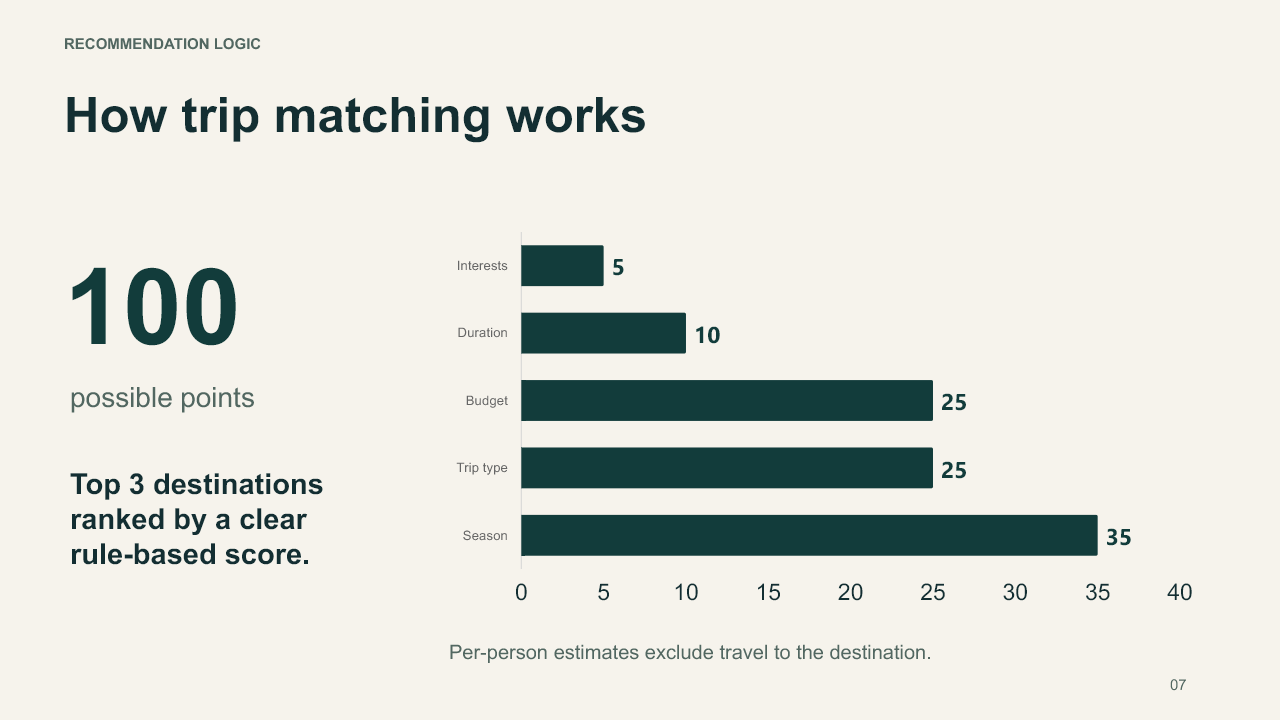 RECOMMENDATION LOGIC
How trip matching works
100
possible points
Top 3 destinations
ranked by a clear
rule-based score.
Interests 5
Duration 10
Budget 25
Trip type 25
Season 35
0 5 10 15 20 25 30 35 40
Per-person estimates exclude travel to the destination.
07